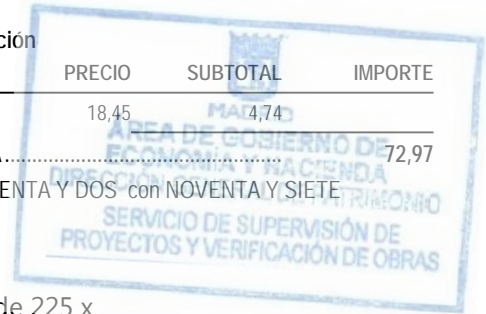 ción
PRECIO SUBTOTAL IMPORTE
18,45 4,74
MADRID
ÁREA DE GOBIERNO DE
A............................................................ 72,97
ECONOMÍA Y HACIENDA
ENTA Y DOS con NOVENTA Y SIETE
DIRECCIÓN GENERAL DE PATRIMONIO
SERVICIO DE SUPERVISIÓN DE
PROYECTOS Y VERIFICACIÓN DE OBRAS
de 225 x